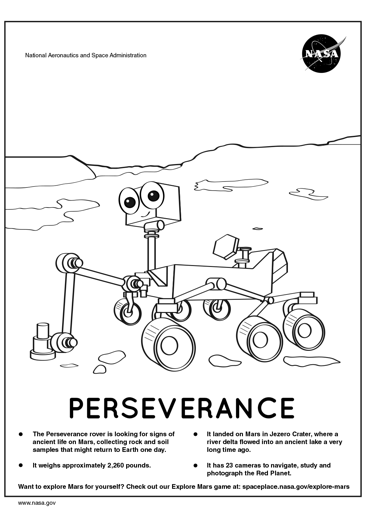 National Aeronautics and Space Administration
NASA
PERSEVERANCE
● The Perseverance rover is looking for signs of
ancient life on Mars, collecting rock and soil
samples that might return to Earth one day.
● It weighs approximately 2,260 pounds.
● It landed on Mars in Jezero Crater, where a
river delta flowed into an ancient lake a very
long time ago.
● It has 23 cameras to navigate, study and
photograph the Red Planet.
Want to explore Mars for yourself? Check out our Explore Mars game at: spaceplace.nasa.gov/explore-mars
www.nasa.gov